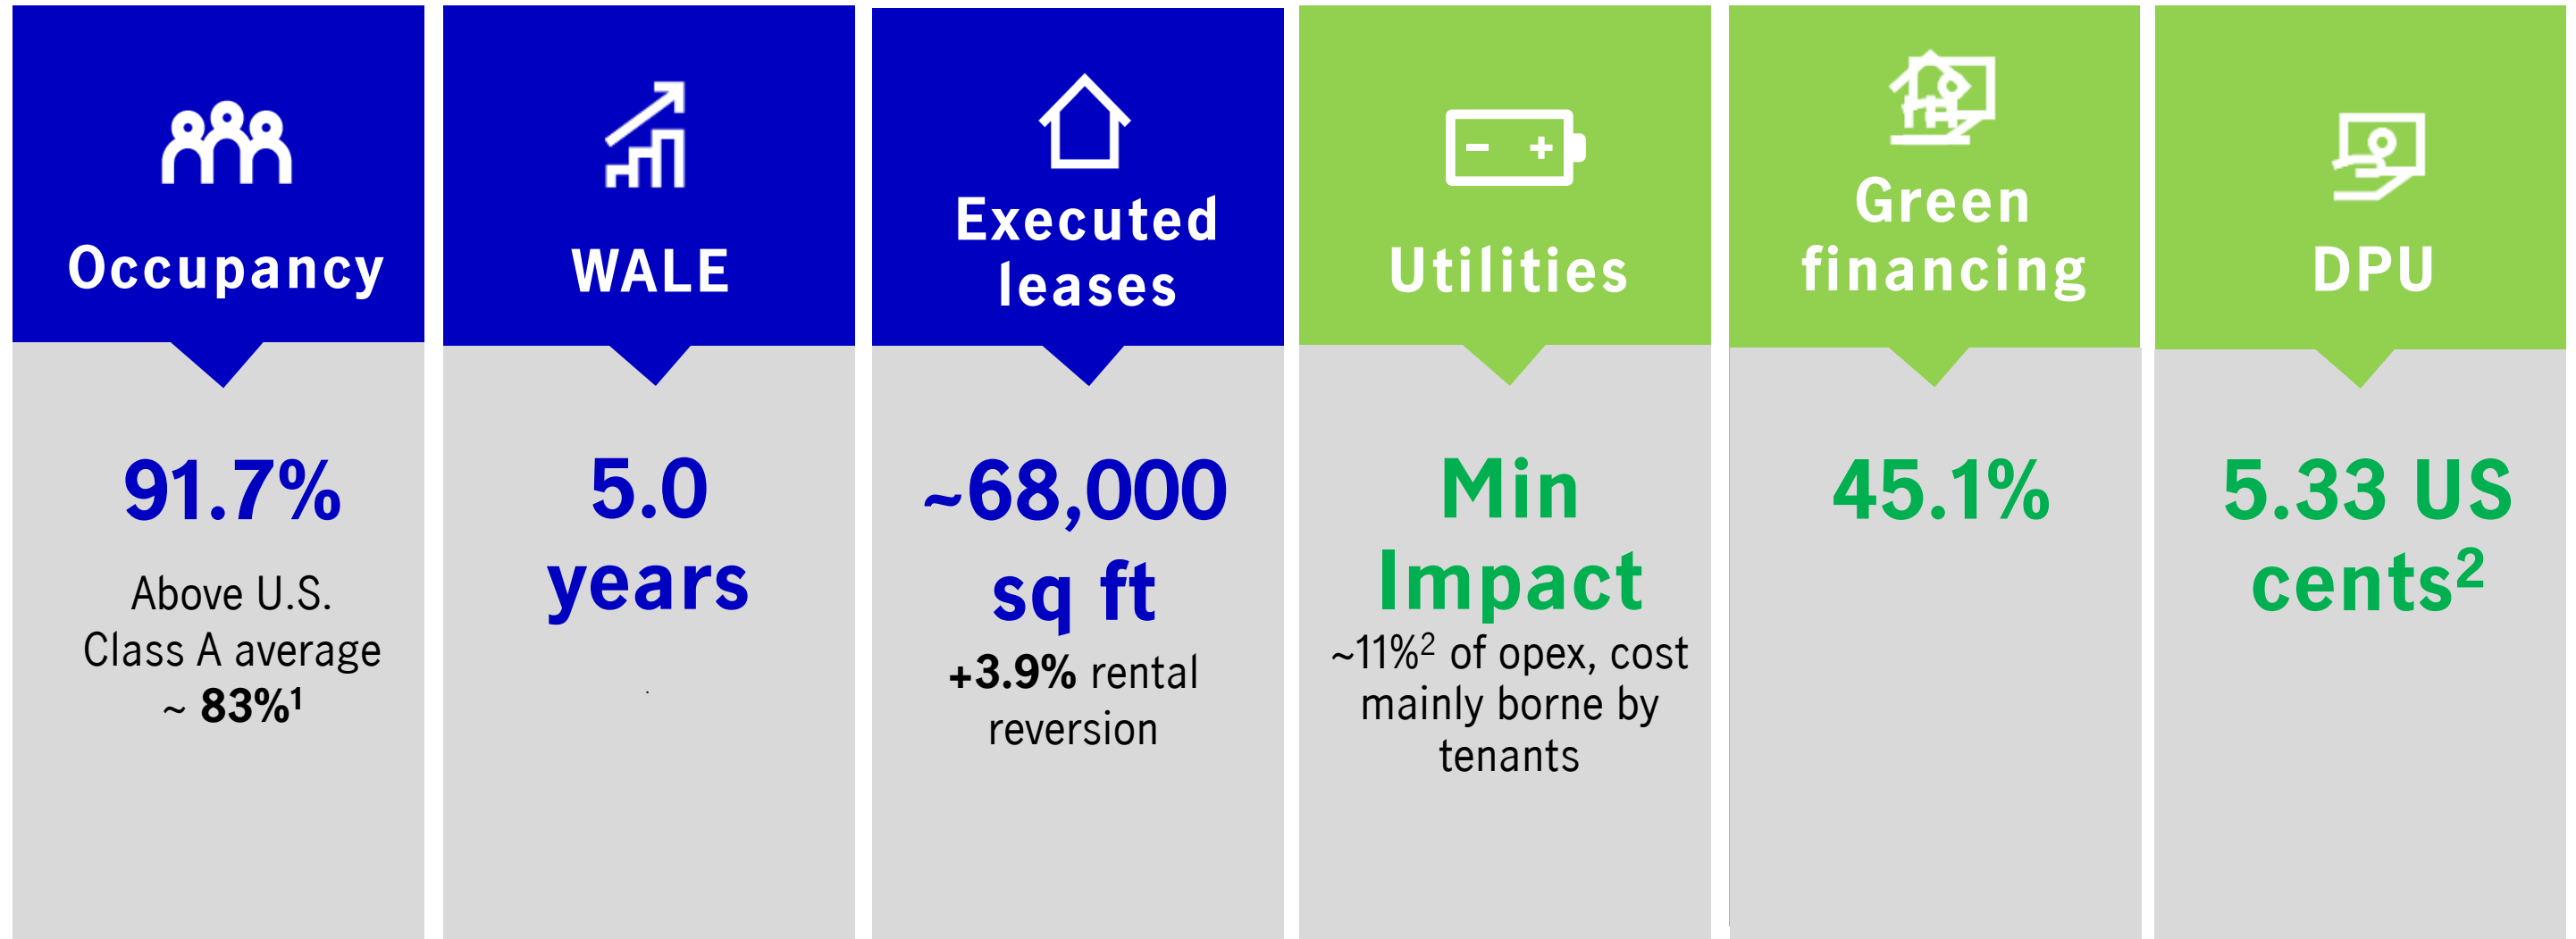 Occupancy
91.7%
Above U.S.
Class A average
~ 83%¹
WALE
5.0
years
.
Executed
leases
~68,000
sq ft
+3.9% rental
reversion
Utilities
Min
Impact
~11%² of opex, cost
mainly borne by
tenants
Green
financing
45.1%
DPU
5.33 US
cents²